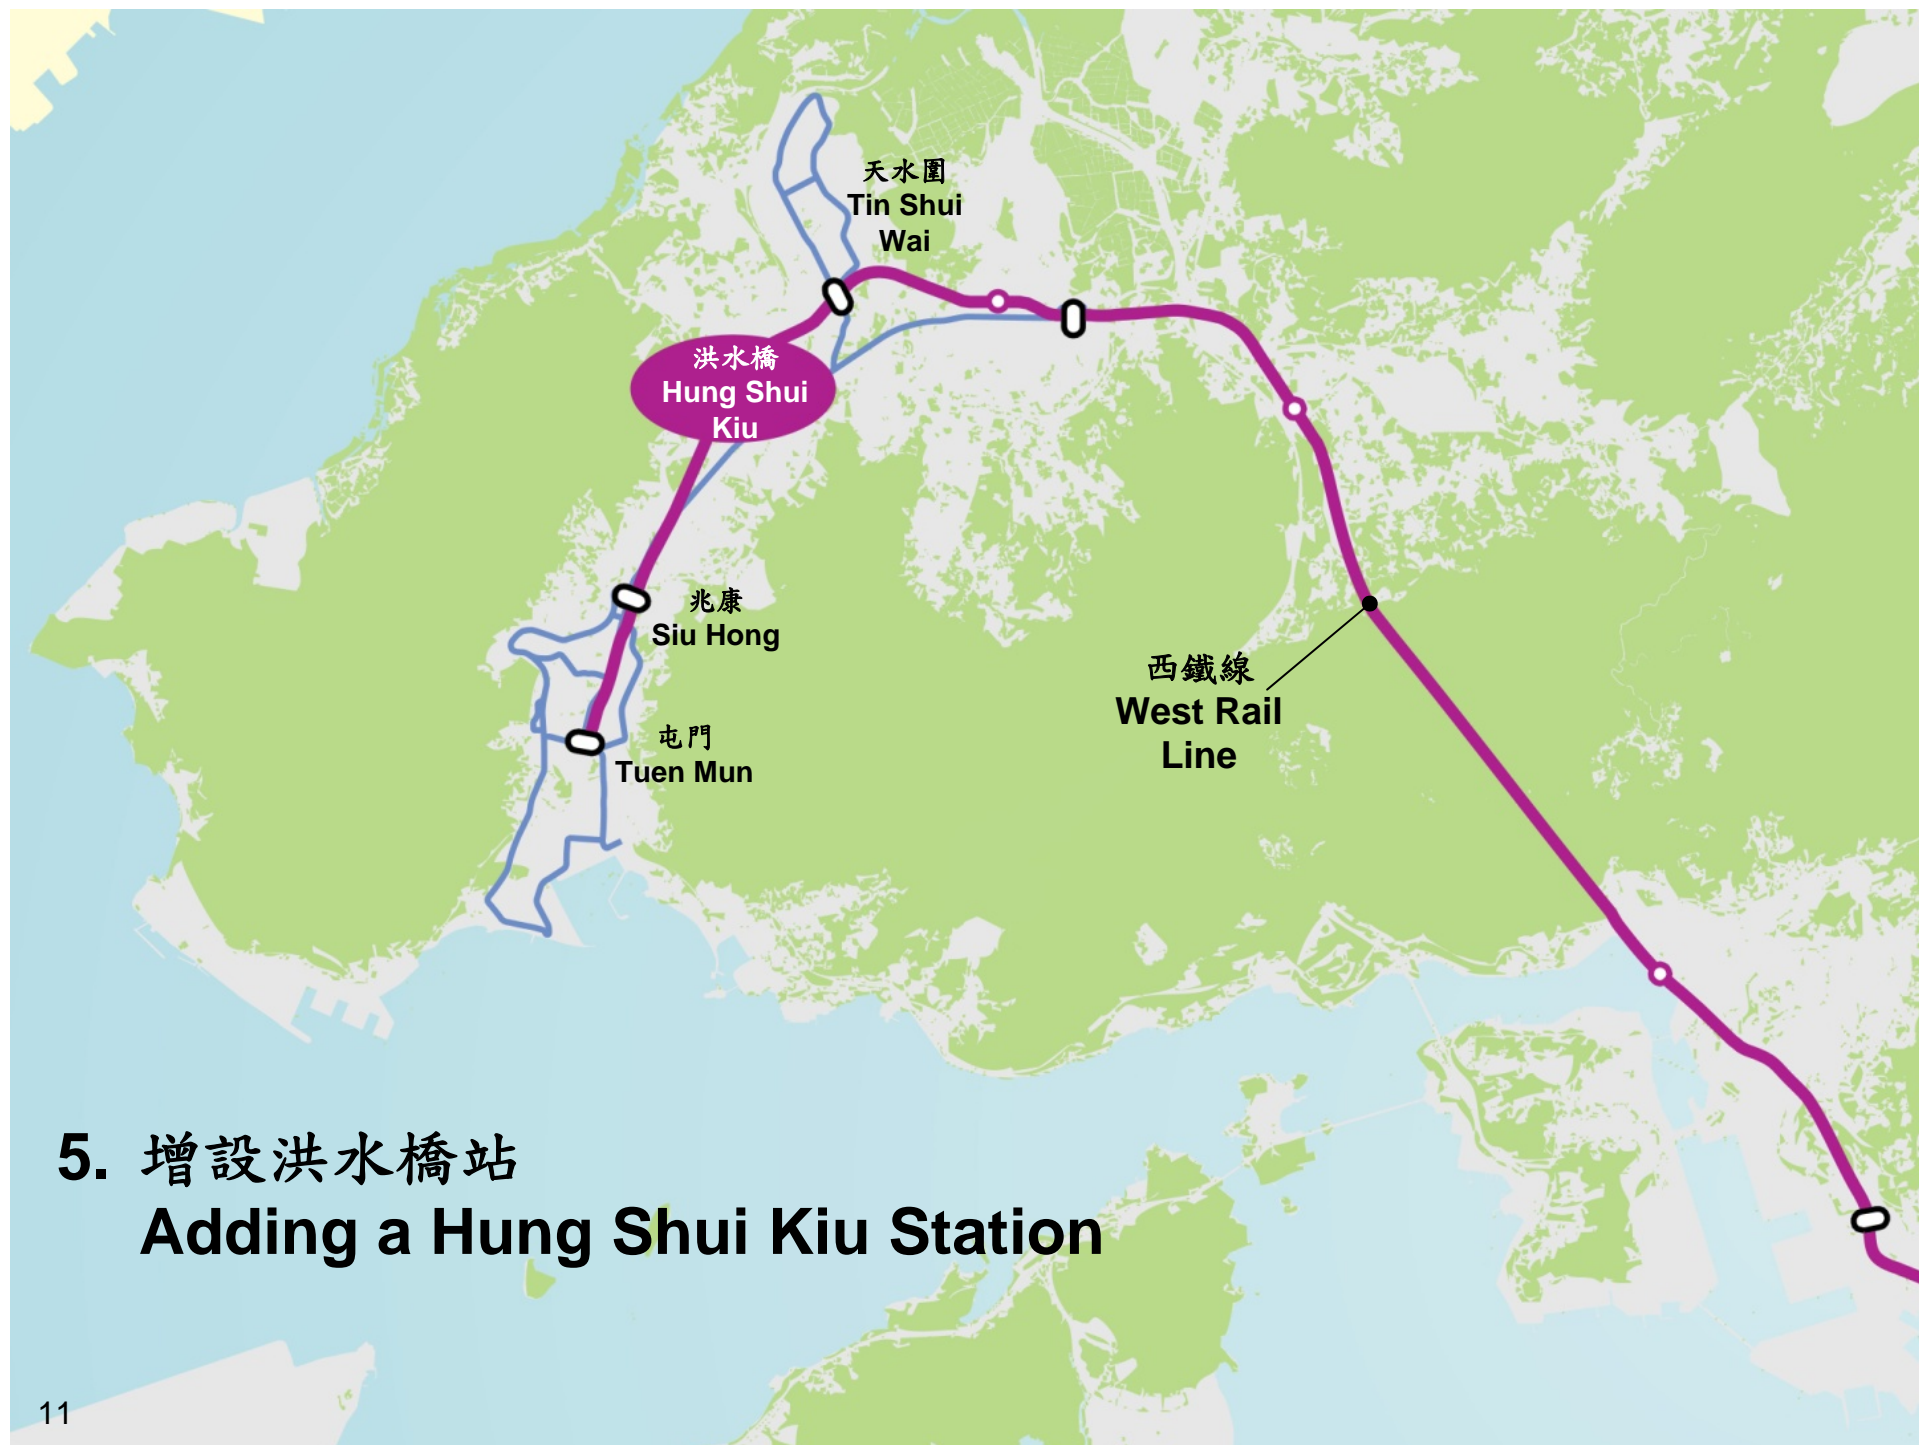 天水圍
Tin Shui
Wai
洪水橋
Hung Shui
Kiu
兆康
Siu Hong
西鐵線
West Rail
Line
屯門
Tuen Mun
5. 增設洪水橋站
Adding a Hung Shui Kiu Station
11